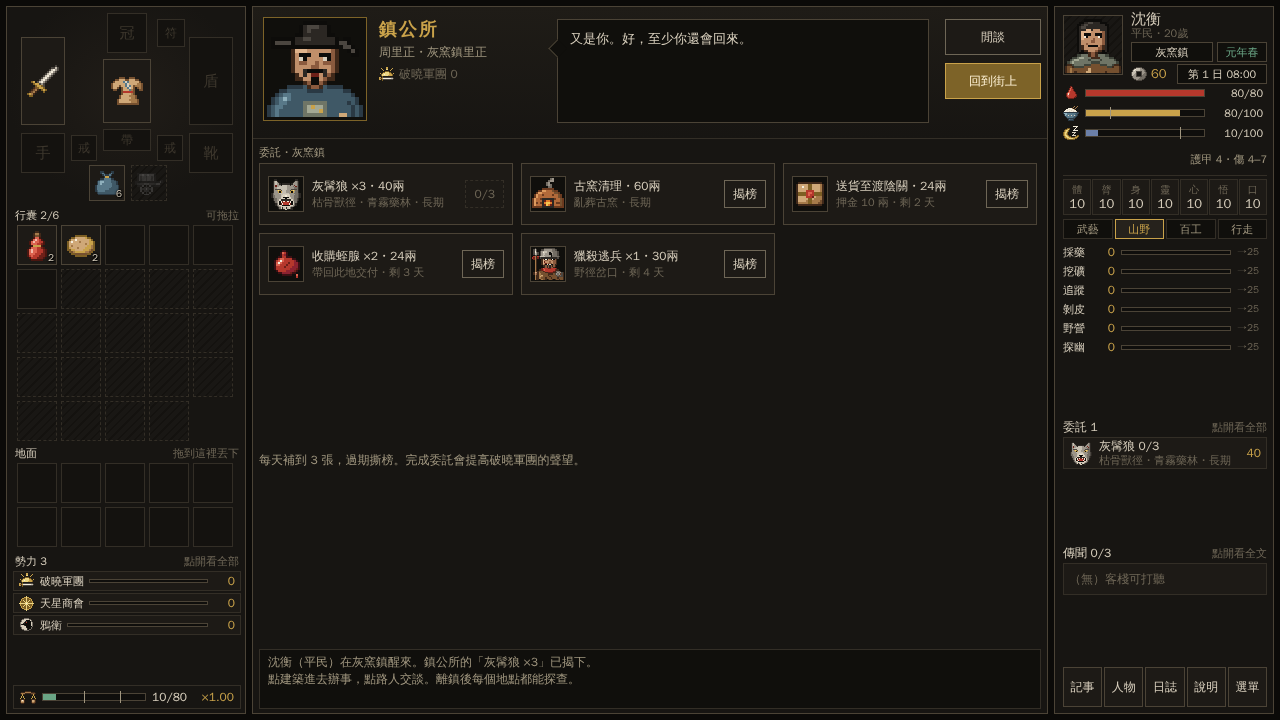 冠
符
盾
手
戒
帶
戒
靴
6
行囊 2/6
可拖拉
2
2
地面
拖到這裡丟下
勢力 3
點開看全部
破曉軍團
0
天星商會
0
鴉衛
0
10/80
×1.00
鎮公所
周里正・灰窯鎮里正
破曉軍團 0
又是你。好，至少你還會回來。
閒談
回到街上
委託・灰窯鎮
灰髯狼 ×3・40兩
枯骨獸徑・青霧藥林・長期
0/3
古窯清理・60兩
亂葬古窯・長期
揭榜
送貨至渡陰關・24兩
押金 10 兩・剩 2 天
揭榜
收購蛭腺 ×2・24兩
帶回此地交付・剩 3 天
揭榜
獵殺逃兵 ×1・30兩
野徑岔口・剩 4 天
揭榜
每天補到 3 張，過期撕榜。完成委託會提高破曉軍團的聲望。
沈衡（平民）在灰窯鎮醒來。鎮公所的「灰髯狼 ×3」已揭下。
點建築進去辦事，點路人交談。離鎮後每個地點都能探查。
沈衡
平民・20歲
灰窯鎮
元年春
60
第 1 日 08:00
80/80
80/100
10/100
護甲 4・傷 4–7
體
臂
身
靈
心
悟
口
10
10
10
10
10
10
10
武藝
山野
百工
行走
採藥
0
→25
挖礦
0
→25
追蹤
0
→25
剝皮
0
→25
野營
0
→25
探幽
0
→25
委託 1
點開看全部
灰髯狼 0/3
枯骨獸徑・青霧藥林・長期
40
傳聞 0/3
點開看全文
（無）客棧可打聽
記事
人物
日誌
說明
選單